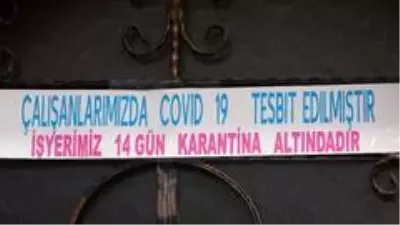 ÇALIŞANLARIMIZDA COVID 19 TESBİT EDİLMİŞTİR
İŞYERİMİZ 14 GÜN KARANTİNA ALTINDADIR